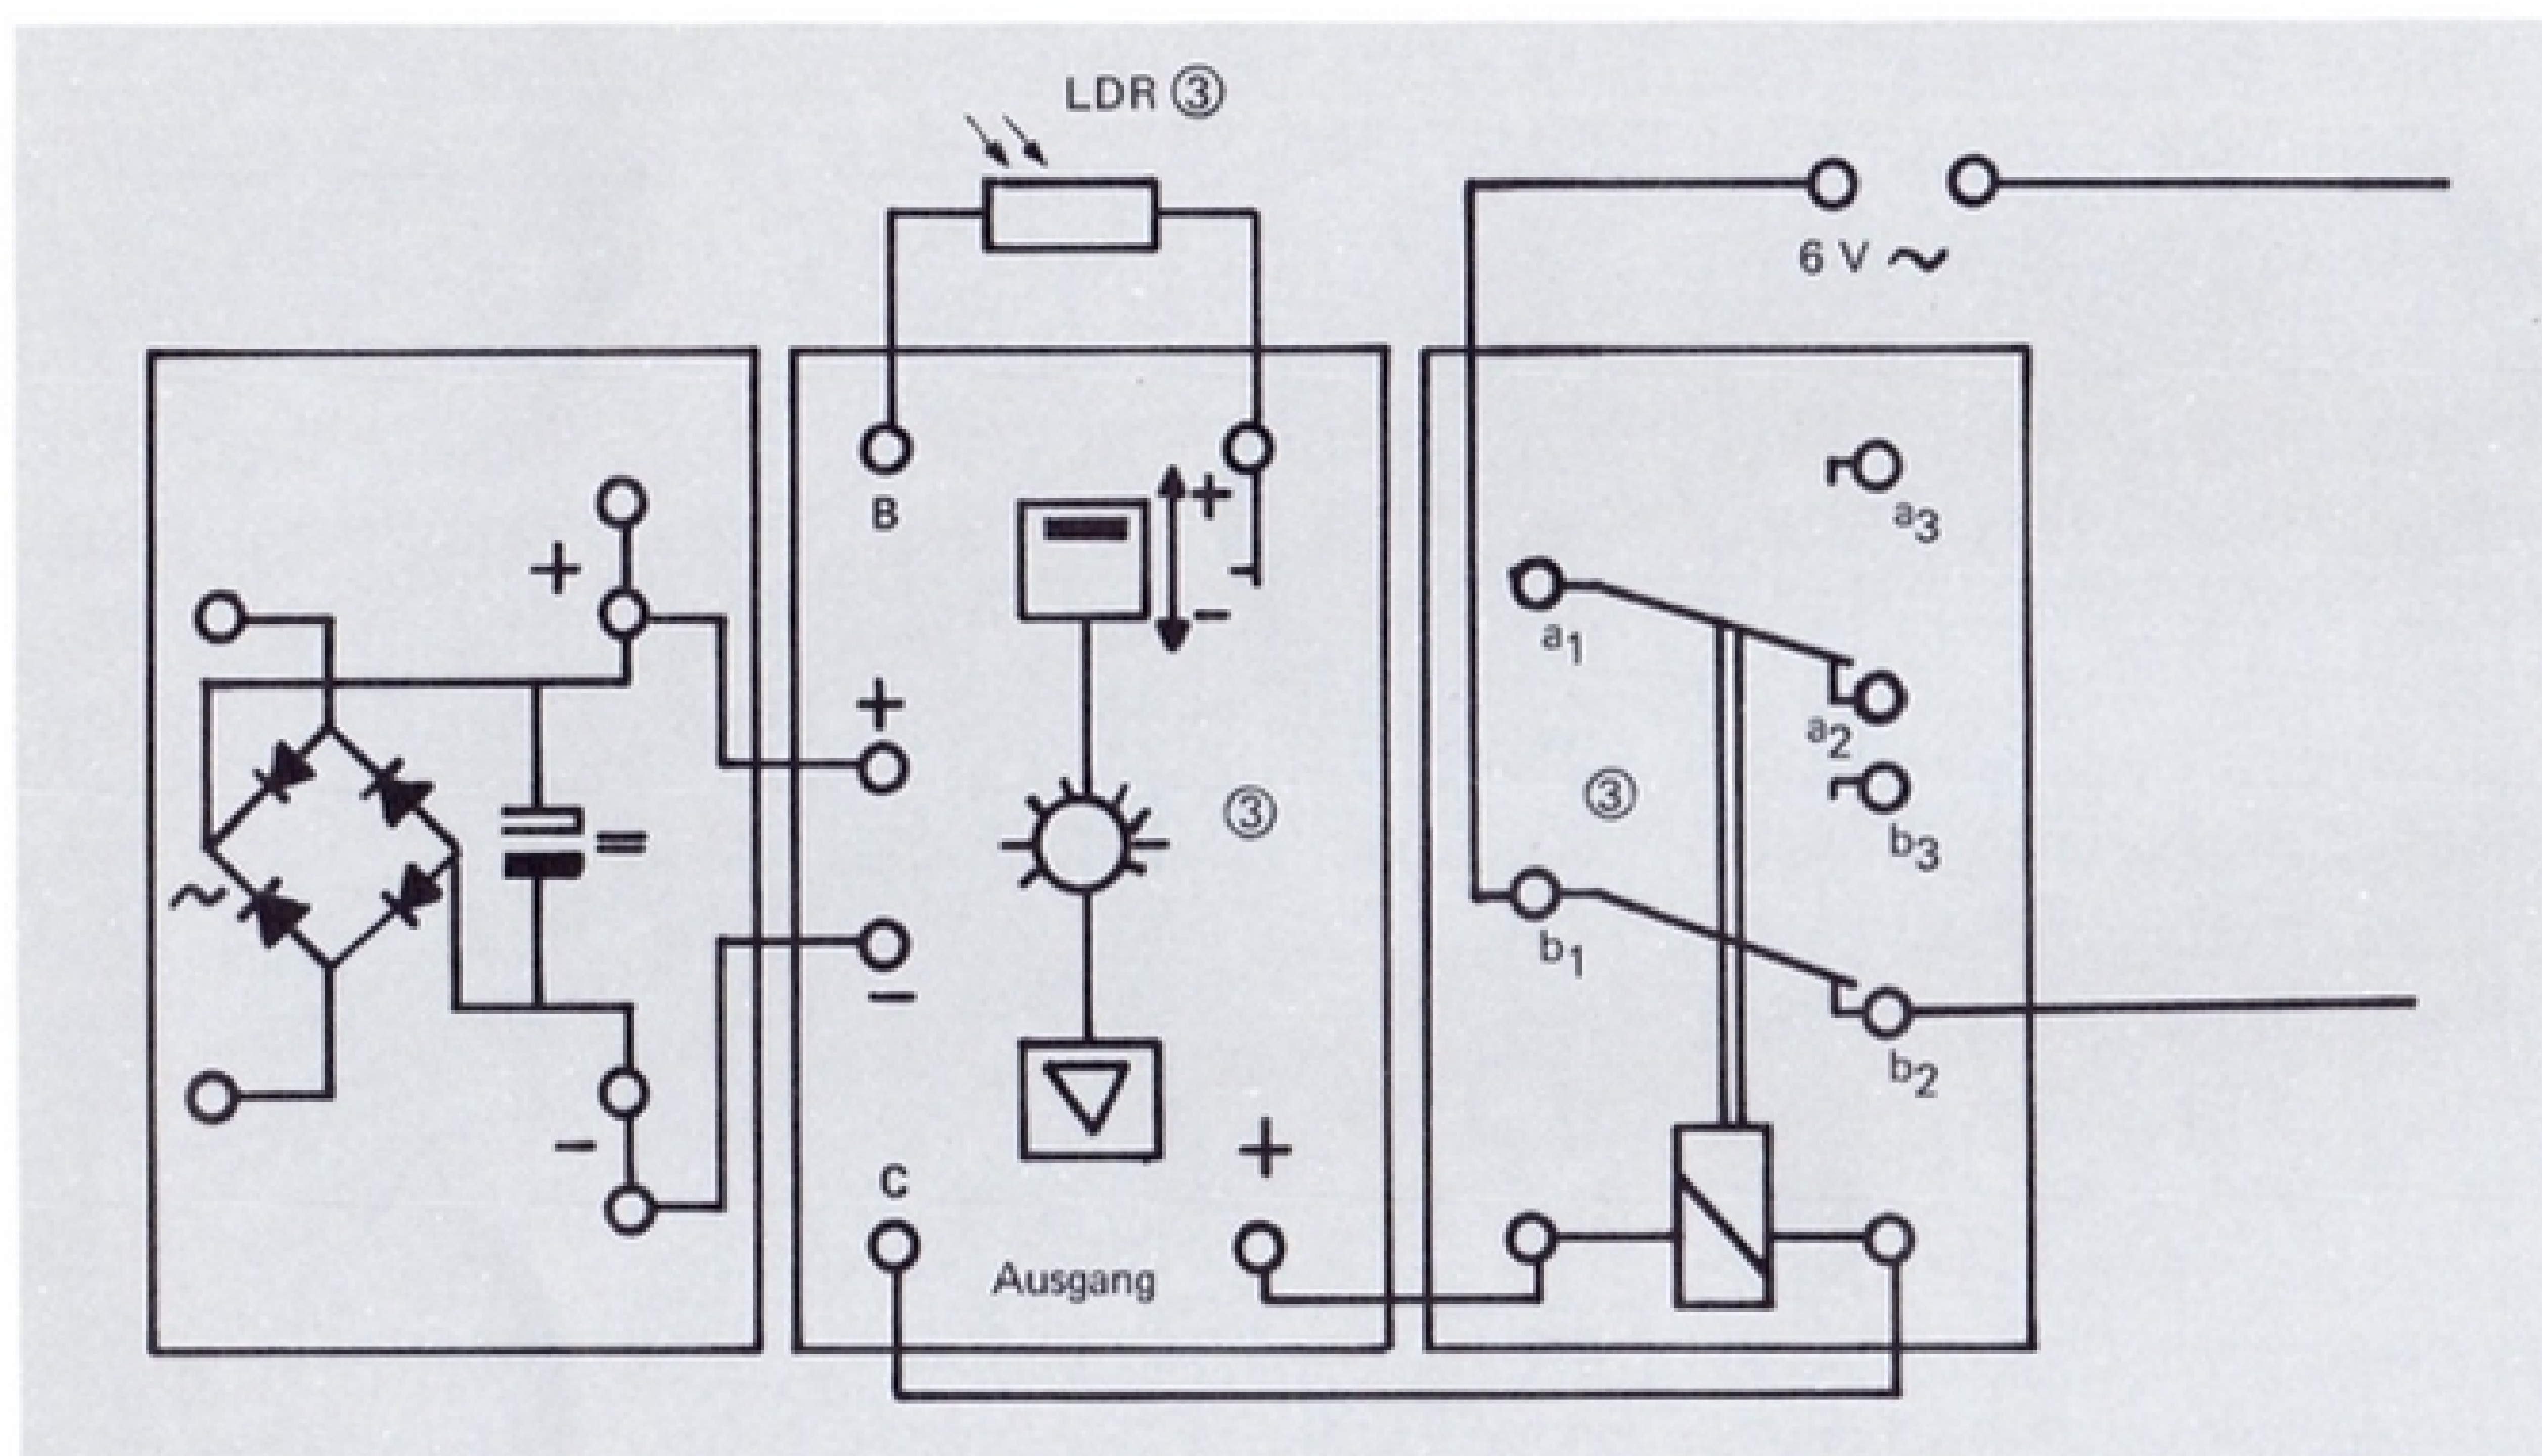 LDR ③
6 V ~
B
+
−
+
a3
a1
a2
+
③
③
b3
~
=
b1
−
b2
−
C
+
Ausgang